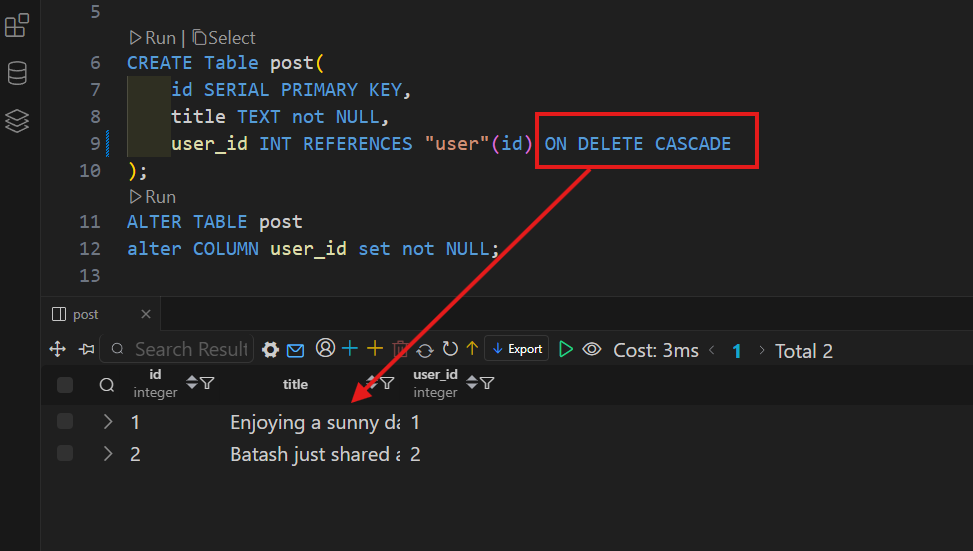 5
Run | Select
6 CREATE Table post(
7 id SERIAL PRIMARY KEY,
8 title TEXT not NULL,
9 user_id INT REFERENCES "user"(id) ON DELETE CASCADE
10 );
Run
11 ALTER TABLE post
12 alter COLUMN user_id set not NULL;
13
post
Search Result Export Cost: 3ms 1 Total 2
id title user_id
integer integer
1 Enjoying a sunny da 1
2 Batash just shared a 2